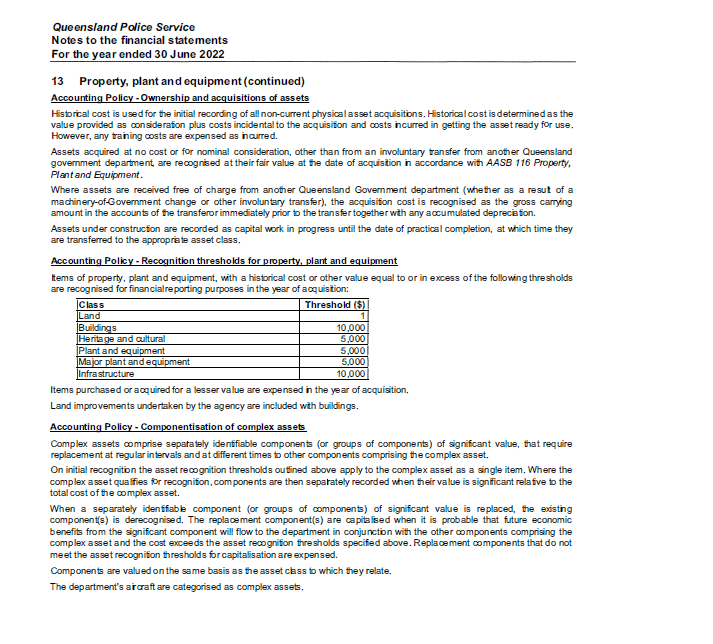 Queensland Police Service
Notes to the financial statements
For the year ended 30 June 2022
13 Property, plant and equipment (continued)
Accounting Policy - Ownership and acquisitions of assets
Historical cost is used for the initial recording of all non-current physical asset acquisitions. Historical cost is determined as the
value provided as consideration plus costs incidental to the acquisition and costs incurred in getting the asset ready for use.
However, any training costs are expensed as incurred.
Assets acquired at no cost or for nominal consideration, other than from an involuntary transfer from another Queensland
government department, are recognised at their fair value at the date of acquisition in accordance with AASB 116 Property,
Plant and Equipment.
Where assets are received free of charge from another Queensland Government department (whether as a result of a
machinery-of-Government change or other involuntary transfer), the acquisition cost is recognised as the gross carrying
amount in the accounts of the transferor immediately prior to the transfer together with any accumulated depreciation.
Assets under construction are recorded as capital work in progress until the date of practical completion, at which time they
are transferred to the appropriate asset class.
Accounting Policy - Recognition thresholds for property, plant and equipment
Items of property, plant and equipment, with a historical cost or other value equal to or in excess of the following thresholds
are recognised for financial reporting purposes in the year of acquisition:
Class Threshold ($)
Land 1
Buildings 10,000
Heritage and cultural 5,000
Plant and equipment 5,000
Major plant and equipment 5,000
Infrastructure 10,000
Items purchased or acquired for a lesser value are expensed in the year of acquisition.
Land improvements undertaken by the agency are included with buildings.
Accounting Policy - Componentisation of complex assets
Complex assets comprise separately identifiable components (or groups of components) of significant value, that require
replacement at regular intervals and at different times to other components comprising the complex asset.
On initial recognition the asset recognition thresholds outlined above apply to the complex asset as a single item. Where the
complex asset qualifies for recognition, components are then separately recorded when their value is significant relative to the
total cost of the complex asset.
When a separately identifiable component (or groups of components) of significant value is replaced, the existing
component(s) is derecognised. The replacement component(s) are capitalised when it is probable that future economic
benefits from the significant component will flow to the department in conjunction with the other components comprising the
complex asset and the cost exceeds the asset recognition thresholds specified above. Replacement components that do not
meet the asset recognition thresholds for capitalisation are expensed.
Components are valued on the same basis as the asset class to which they relate.
The department's aircraft are categorised as complex assets.